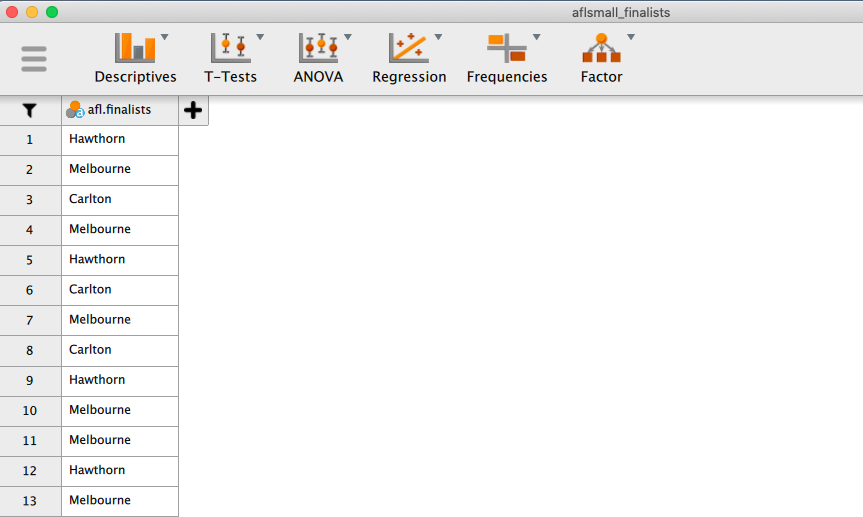 aflsmall_finalists
Descriptives T-Tests ANOVA Regression Frequencies Factor
a afl.finalists
1 Hawthorn
2 Melbourne
3 Carlton
4 Melbourne
5 Hawthorn
6 Carlton
7 Melbourne
8 Carlton
9 Hawthorn
10 Melbourne
11 Melbourne
12 Hawthorn
13 Melbourne